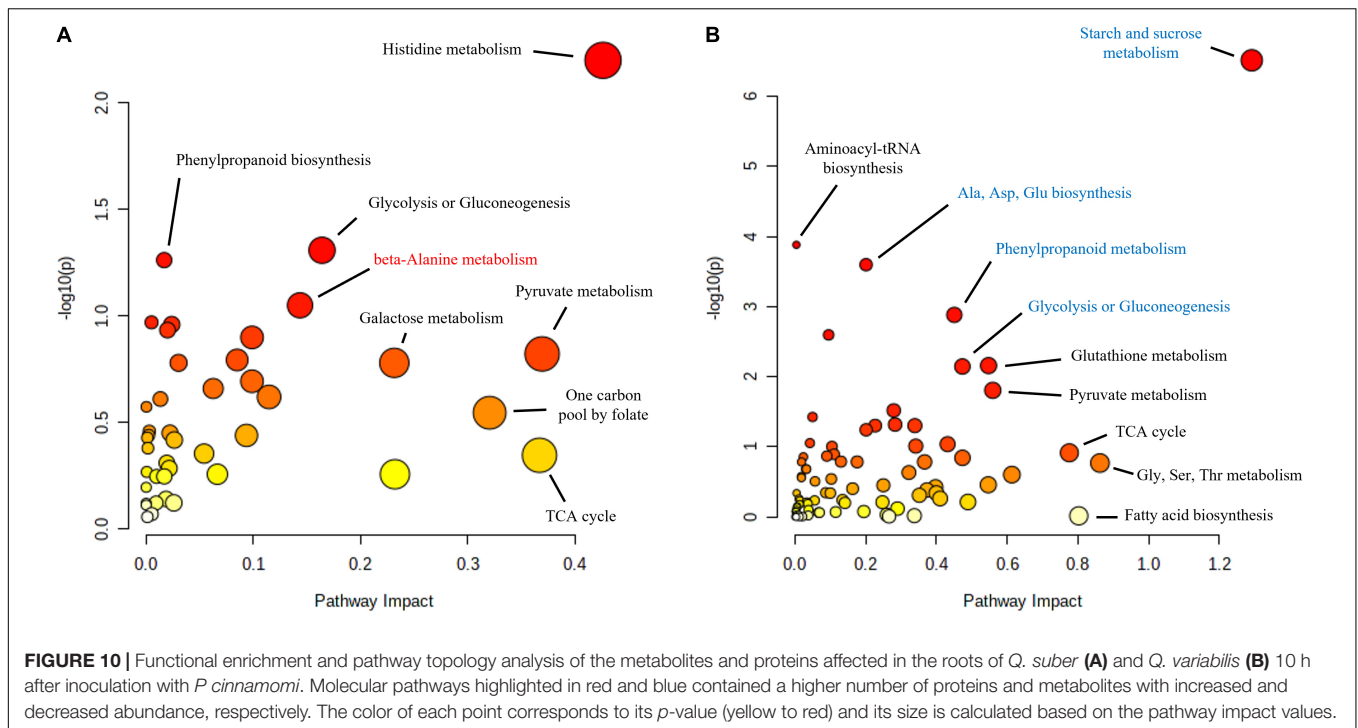 A
Histidine metabolism
Phenylpropanoid biosynthesis
Glycolysis or Gluconeogenesis
beta-Alanine metabolism
Pyruvate metabolism
Galactose metabolism
One carbon
pool by folate
TCA cycle
-log10(p)
2.0
1.5
1.0
0.5
0.0
0.0 0.1 0.2 0.3 0.4
Pathway Impact
B
Starch and sucrose
metabolism
Aminoacyl-tRNA
biosynthesis
Ala, Asp, Glu biosynthesis
Phenylpropanoid metabolism
Glycolysis or Gluconeogenesis
Glutathione metabolism
Pyruvate metabolism
TCA cycle
Gly, Ser, Thr metabolism
Fatty acid biosynthesis
-log10(p)
6
5
4
3
2
1
0
0.0 0.2 0.4 0.6 0.8 1.0 1.2
Pathway Impact
FIGURE 10 | Functional enrichment and pathway topology analysis of the metabolites and proteins affected in the roots of Q. suber (A) and Q. variabilis (B) 10 h
after inoculation with P cinnamomi. Molecular pathways highlighted in red and blue contained a higher number of proteins and metabolites with increased and
decreased abundance, respectively. The color of each point corresponds to its p-value (yellow to red) and its size is calculated based on the pathway impact values.